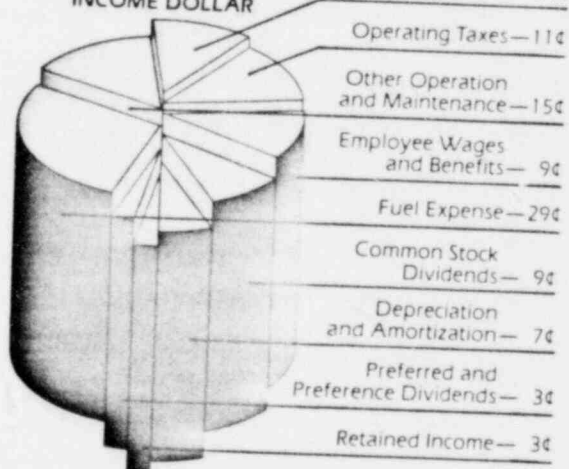 INCOME DOLLAR
Operating Taxes—11¢
Other Operation
and Maintenance—15¢
Employee Wages
and Benefits— 9¢
Fuel Expense—29¢
Common Stock
Dividends— 9¢
Depreciation
and Amortization— 7¢
Preferred and
Preference Dividends— 3¢
Retained Income— 3¢